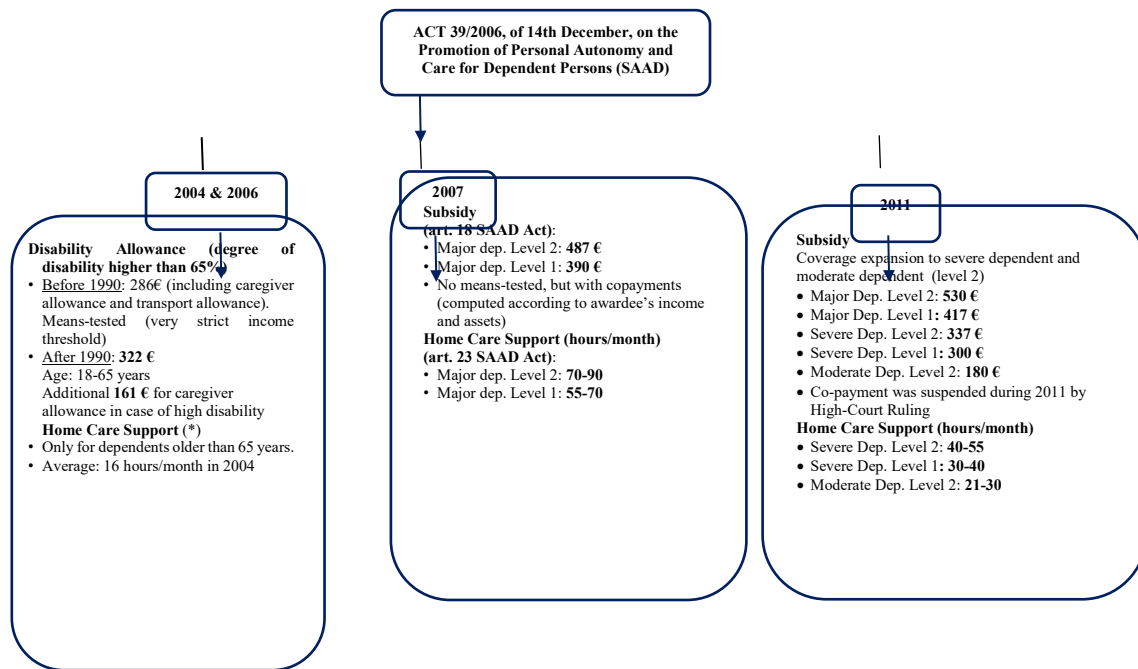 ACT 39/2006, of 14th December, on the
Promotion of Personal Autonomy and
Care for Dependent Persons (SAAD)
2004 & 2006
Disability Allowance (degree of
disability higher than 65%)
• Before 1990: 286€ (including caregiver
allowance and transport allowance).
Means-tested (very strict income
threshold)
• After 1990: 322 €
Age: 18-65 years
Additional 161 € for caregiver
allowance in case of high disability
Home Care Support (*)
• Only for dependents older than 65 years.
• Average: 16 hours/month in 2004
2007
Subsidy
(art. 18 SAAD Act):
• Major dep. Level 2: 487 €
• Major dep. Level 1: 390 €
• No means-tested, but with copayments
(computed according to awardee's income
and assets)
Home Care Support (hours/month)
(art. 23 SAAD Act):
• Major dep. Level 2: 70-90
• Major dep. Level 1: 55-70
2011
Subsidy
Coverage expansion to severe dependent and
moderate dependent (level 2)
• Major Dep. Level 2: 530 €
• Major Dep. Level 1: 417 €
• Severe Dep. Level 2: 337 €
• Severe Dep. Level 1: 300 €
• Moderate Dep. Level 2: 180 €
• Co-payment was suspended during 2011 by
High-Court Ruling
Home Care Support (hours/month)
• Severe Dep. Level 2: 40-55
• Severe Dep. Level 1: 30-40
• Moderate Dep. Level 2: 21-30